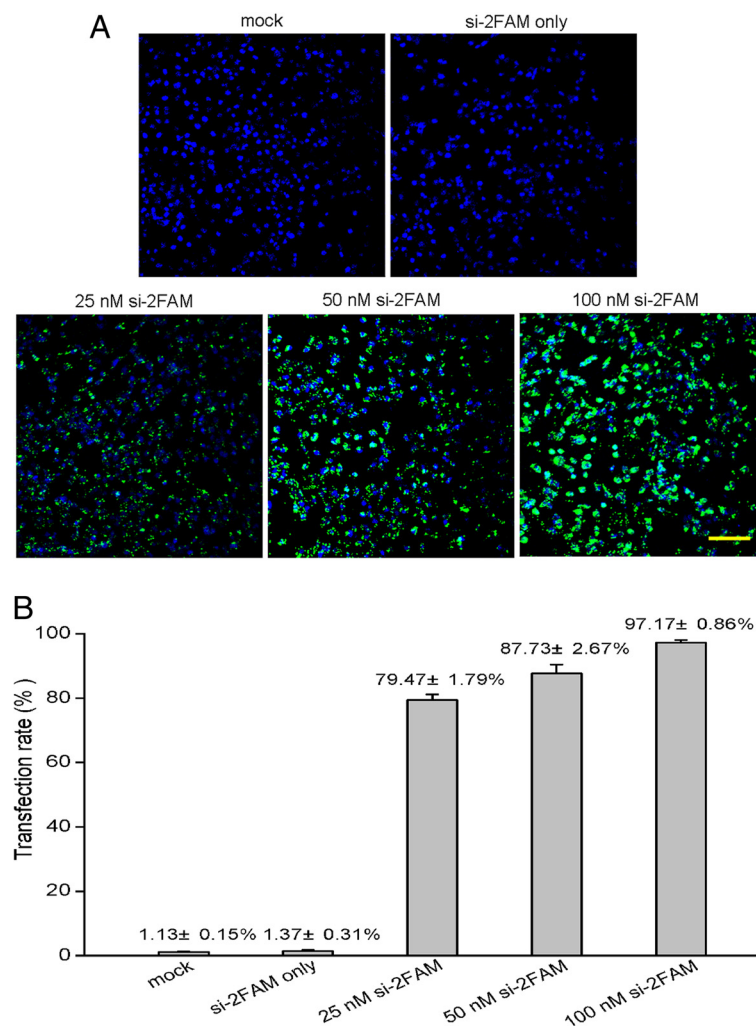 A
mock
si-2FAM only
25 nM si-2FAM
50 nM si-2FAM
100 nM si-2FAM
B
Transfection rate (%)
100
80
60
40
20
0
1.13± 0.15%
1.37± 0.31%
79.47± 1.79%
87.73± 2.67%
97.17± 0.86%
mock
si-2FAM only
25 nM si-2FAM
50 nM si-2FAM
100 nM si-2FAM